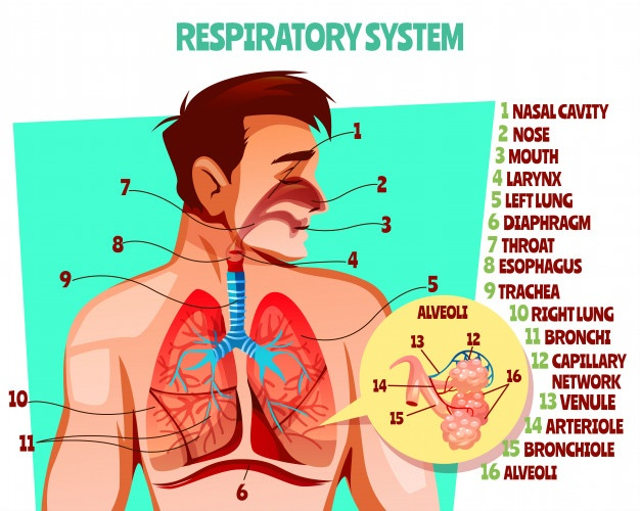 RESPIRATORY SYSTEM
1
2
3
4
5
6
7
8
9
10
11
ALVEOLI
12
13
14
15
16
1 NASAL CAVITY
2 NOSE
3 MOUTH
4 LARYNX
5 LEFT LUNG
6 DIAPHRAGM
7 THROAT
8 ESOPHAGUS
9 TRACHEA
10 RIGHT LUNG
11 BRONCHI
12 CAPILLARY
NETWORK
13 VENULE
14 ARTERIOLE
15 BRONCHIOLE
16 ALVEOLI